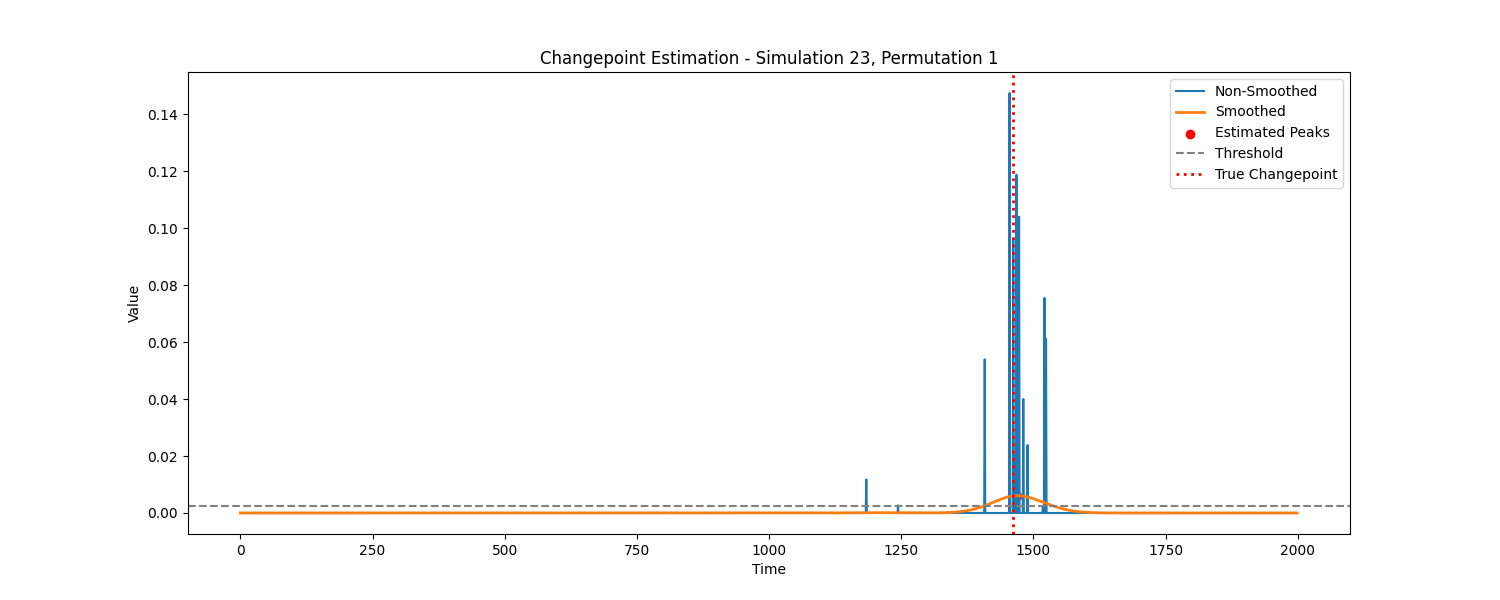 Changepoint Estimation - Simulation 23, Permutation 1
Non-Smoothed
Smoothed
Estimated Peaks
Threshold
True Changepoint
Value
0.14
0.12
0.10
0.08
0.06
0.04
0.02
0.00
0 250 500 750 1000 1250 1500 1750 2000
Time